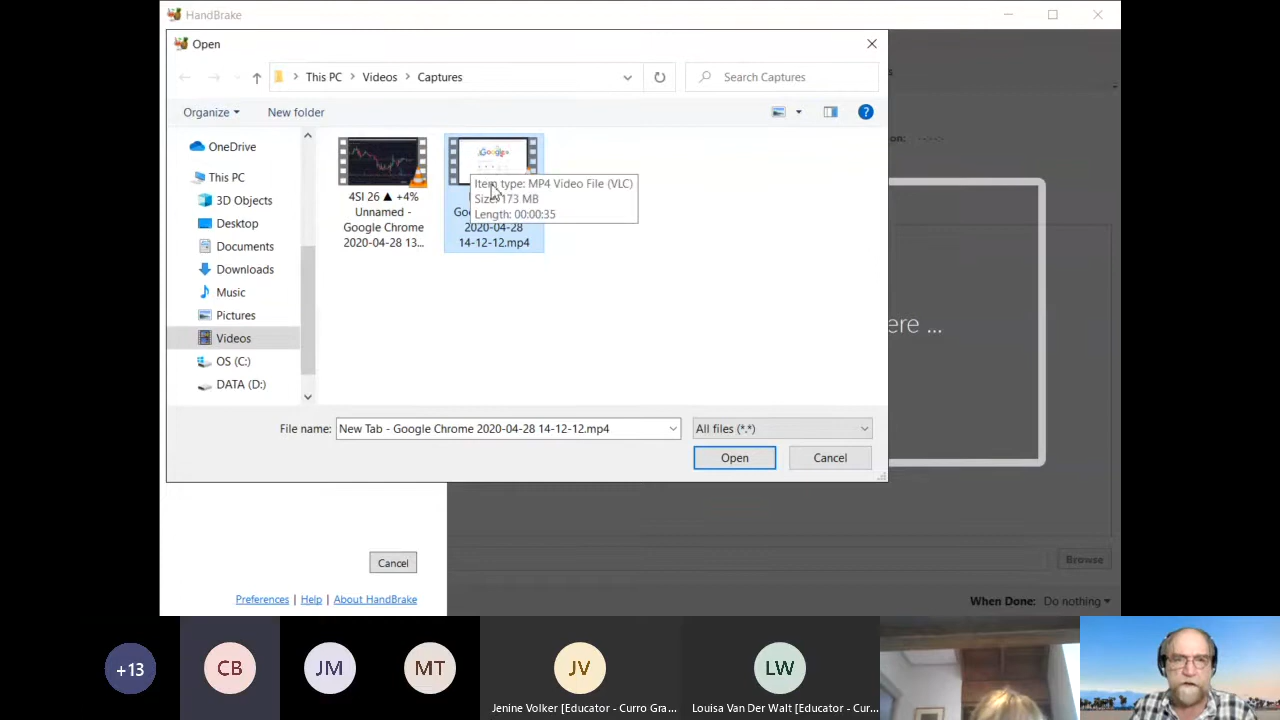 HandBrake
Open
This PC > Videos > Captures
Search Captures
Organize
New folder
OneDrive
This PC
3D Objects
Desktop
Documents
Downloads
Music
Pictures
Videos
OS (C:)
DATA (D:)
4SI 26 ▲ +4%
Unnamed -
Google Chrome
2020-04-28 13...
Google
Item type: MP4 Video File (VLC)
Size: 173 MB
Length: 00:00:35
2020-04-28
14-12-12.mp4
on: --:--:--
ere ...
File name: New Tab - Google Chrome 2020-04-28 14-12-12.mp4
All files (*.*)
Open
Cancel
Browse
Cancel
Preferences | Help | About HandBrake
When Done: Do nothing
+13
CB
JM
MT
JV
LW
Jenine Volker [Educator - Curro Gra...
Louisa Van Der Walt [Educator - Cur...